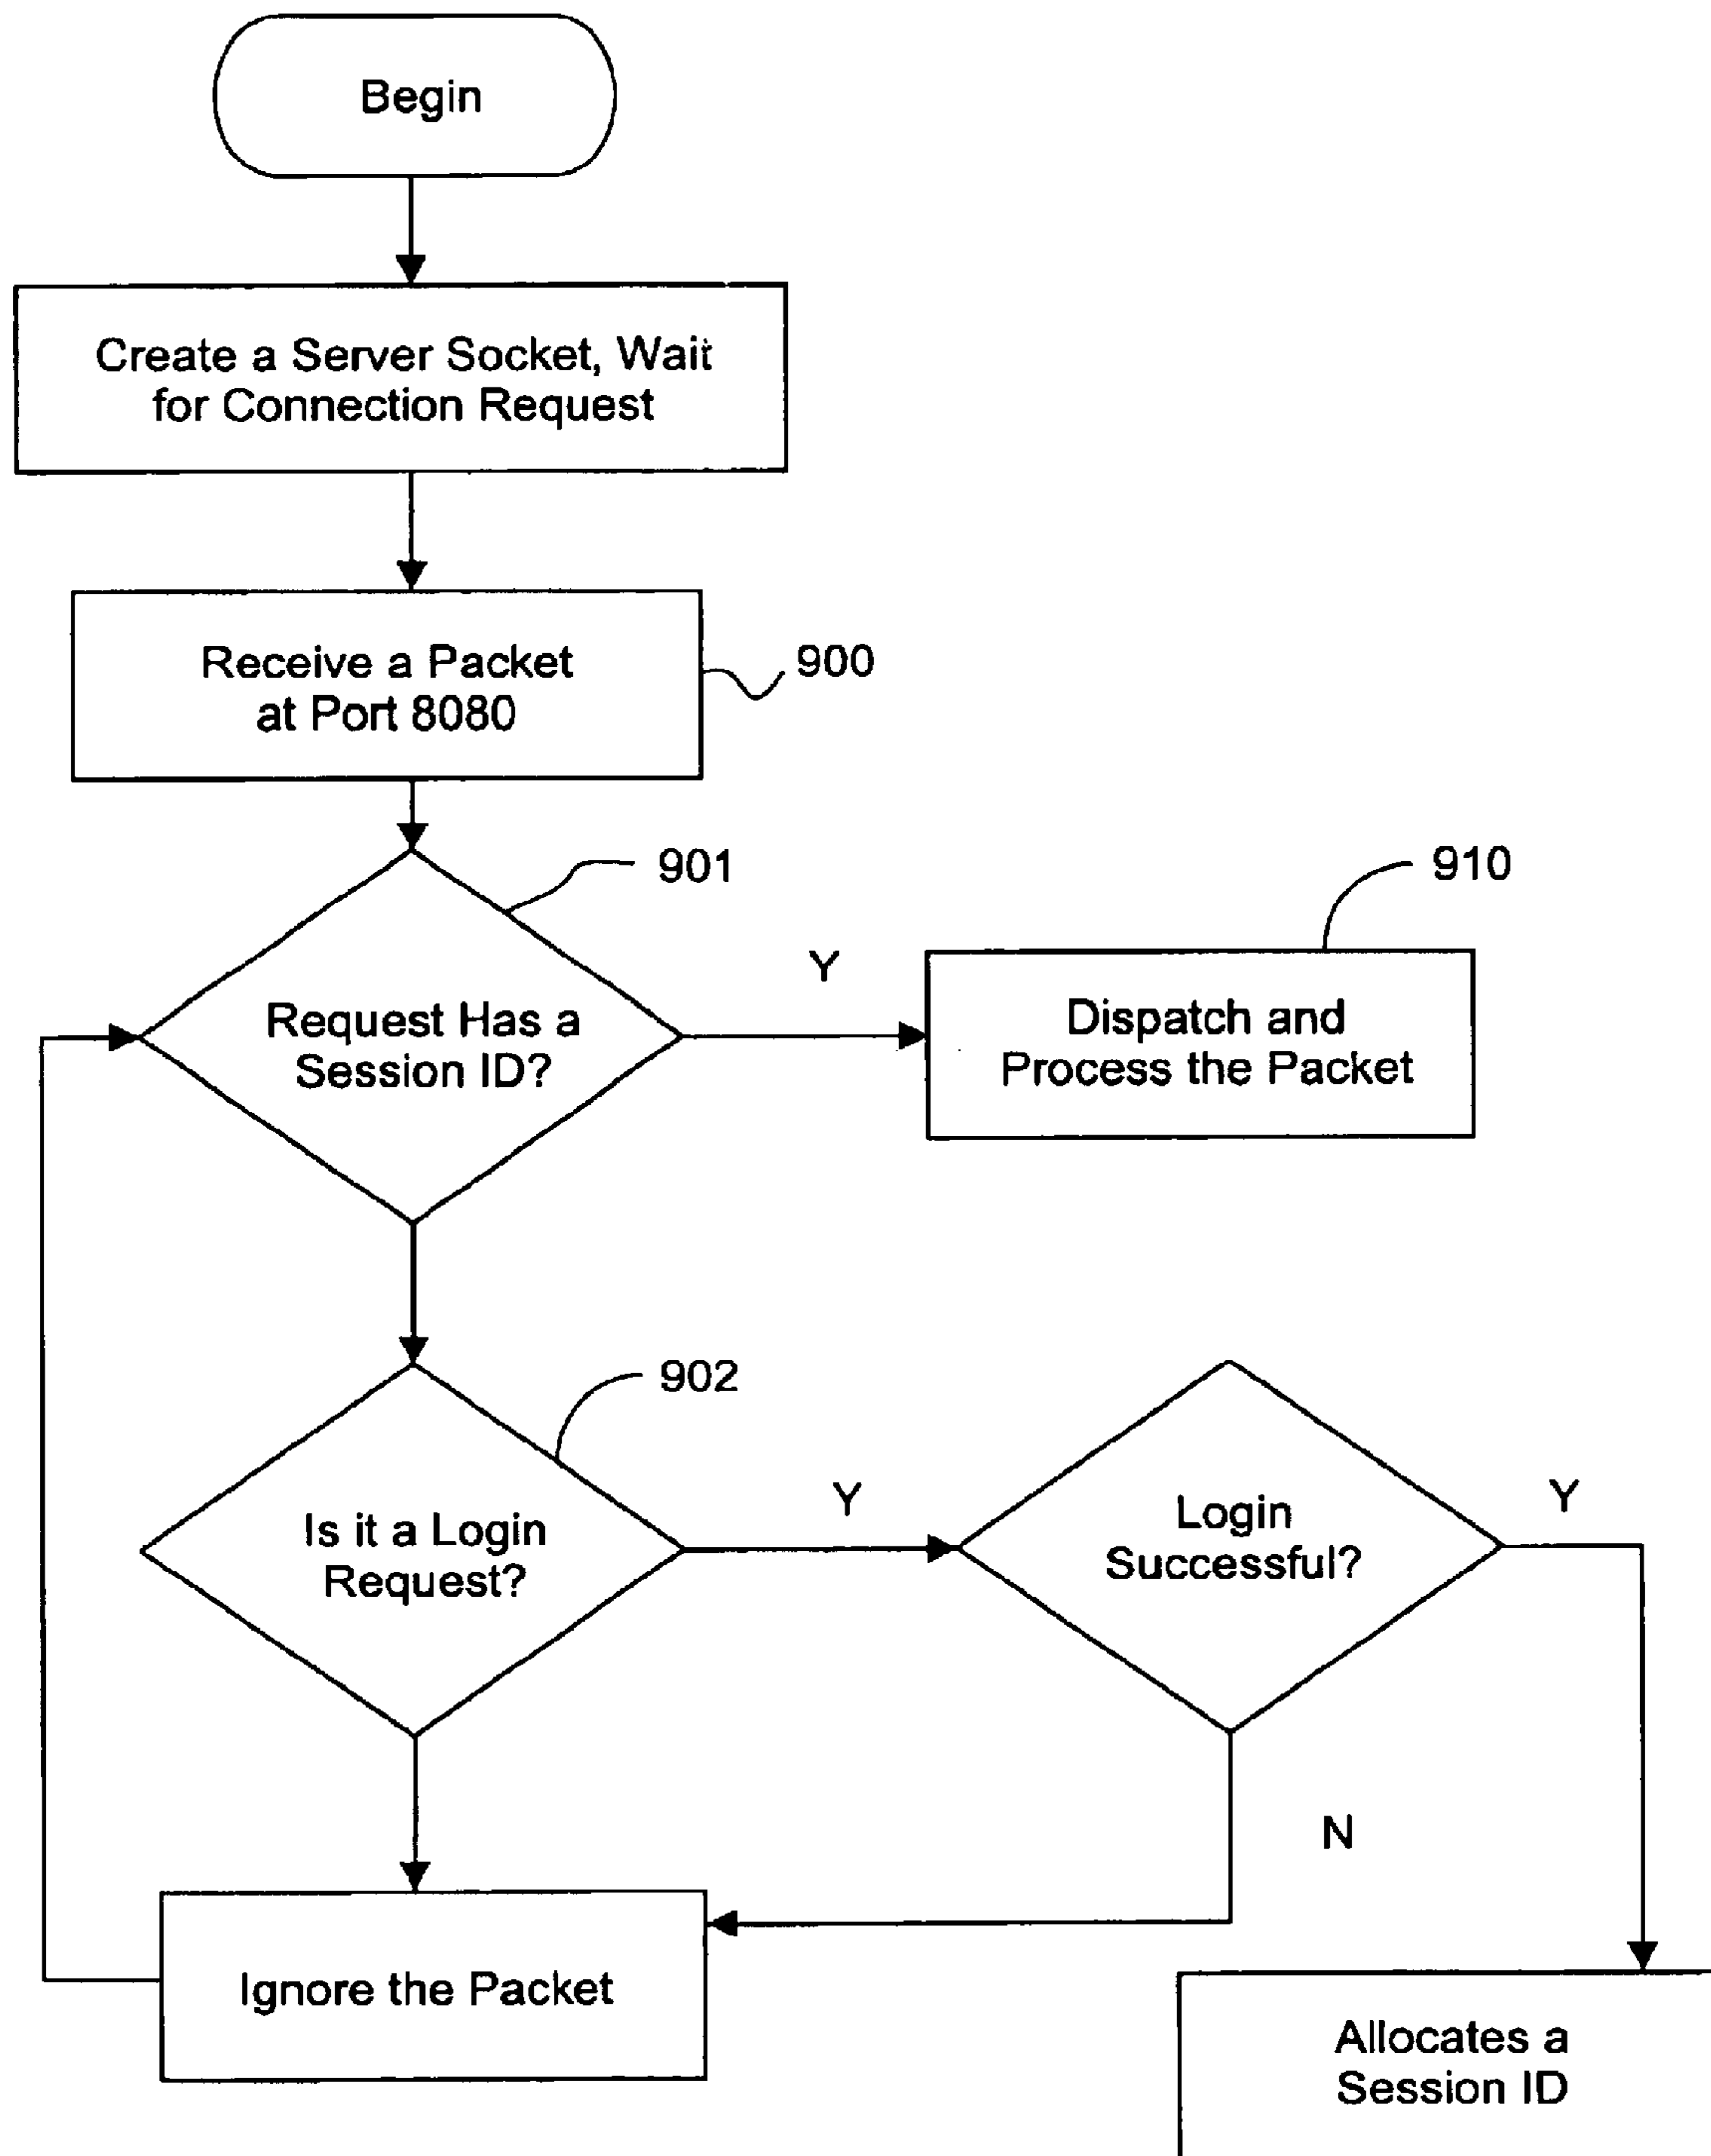 Begin
Create a Server Socket, Wait
for Connection Request
Receive a Packet
at Port 8080
900
901
910
Request Has a
Session ID?
Y
Dispatch and
Process the Packet
902
Is it a Login
Request?
Y
Login
Successful?
Y
N
Ignore the Packet
Allocates a
Session ID